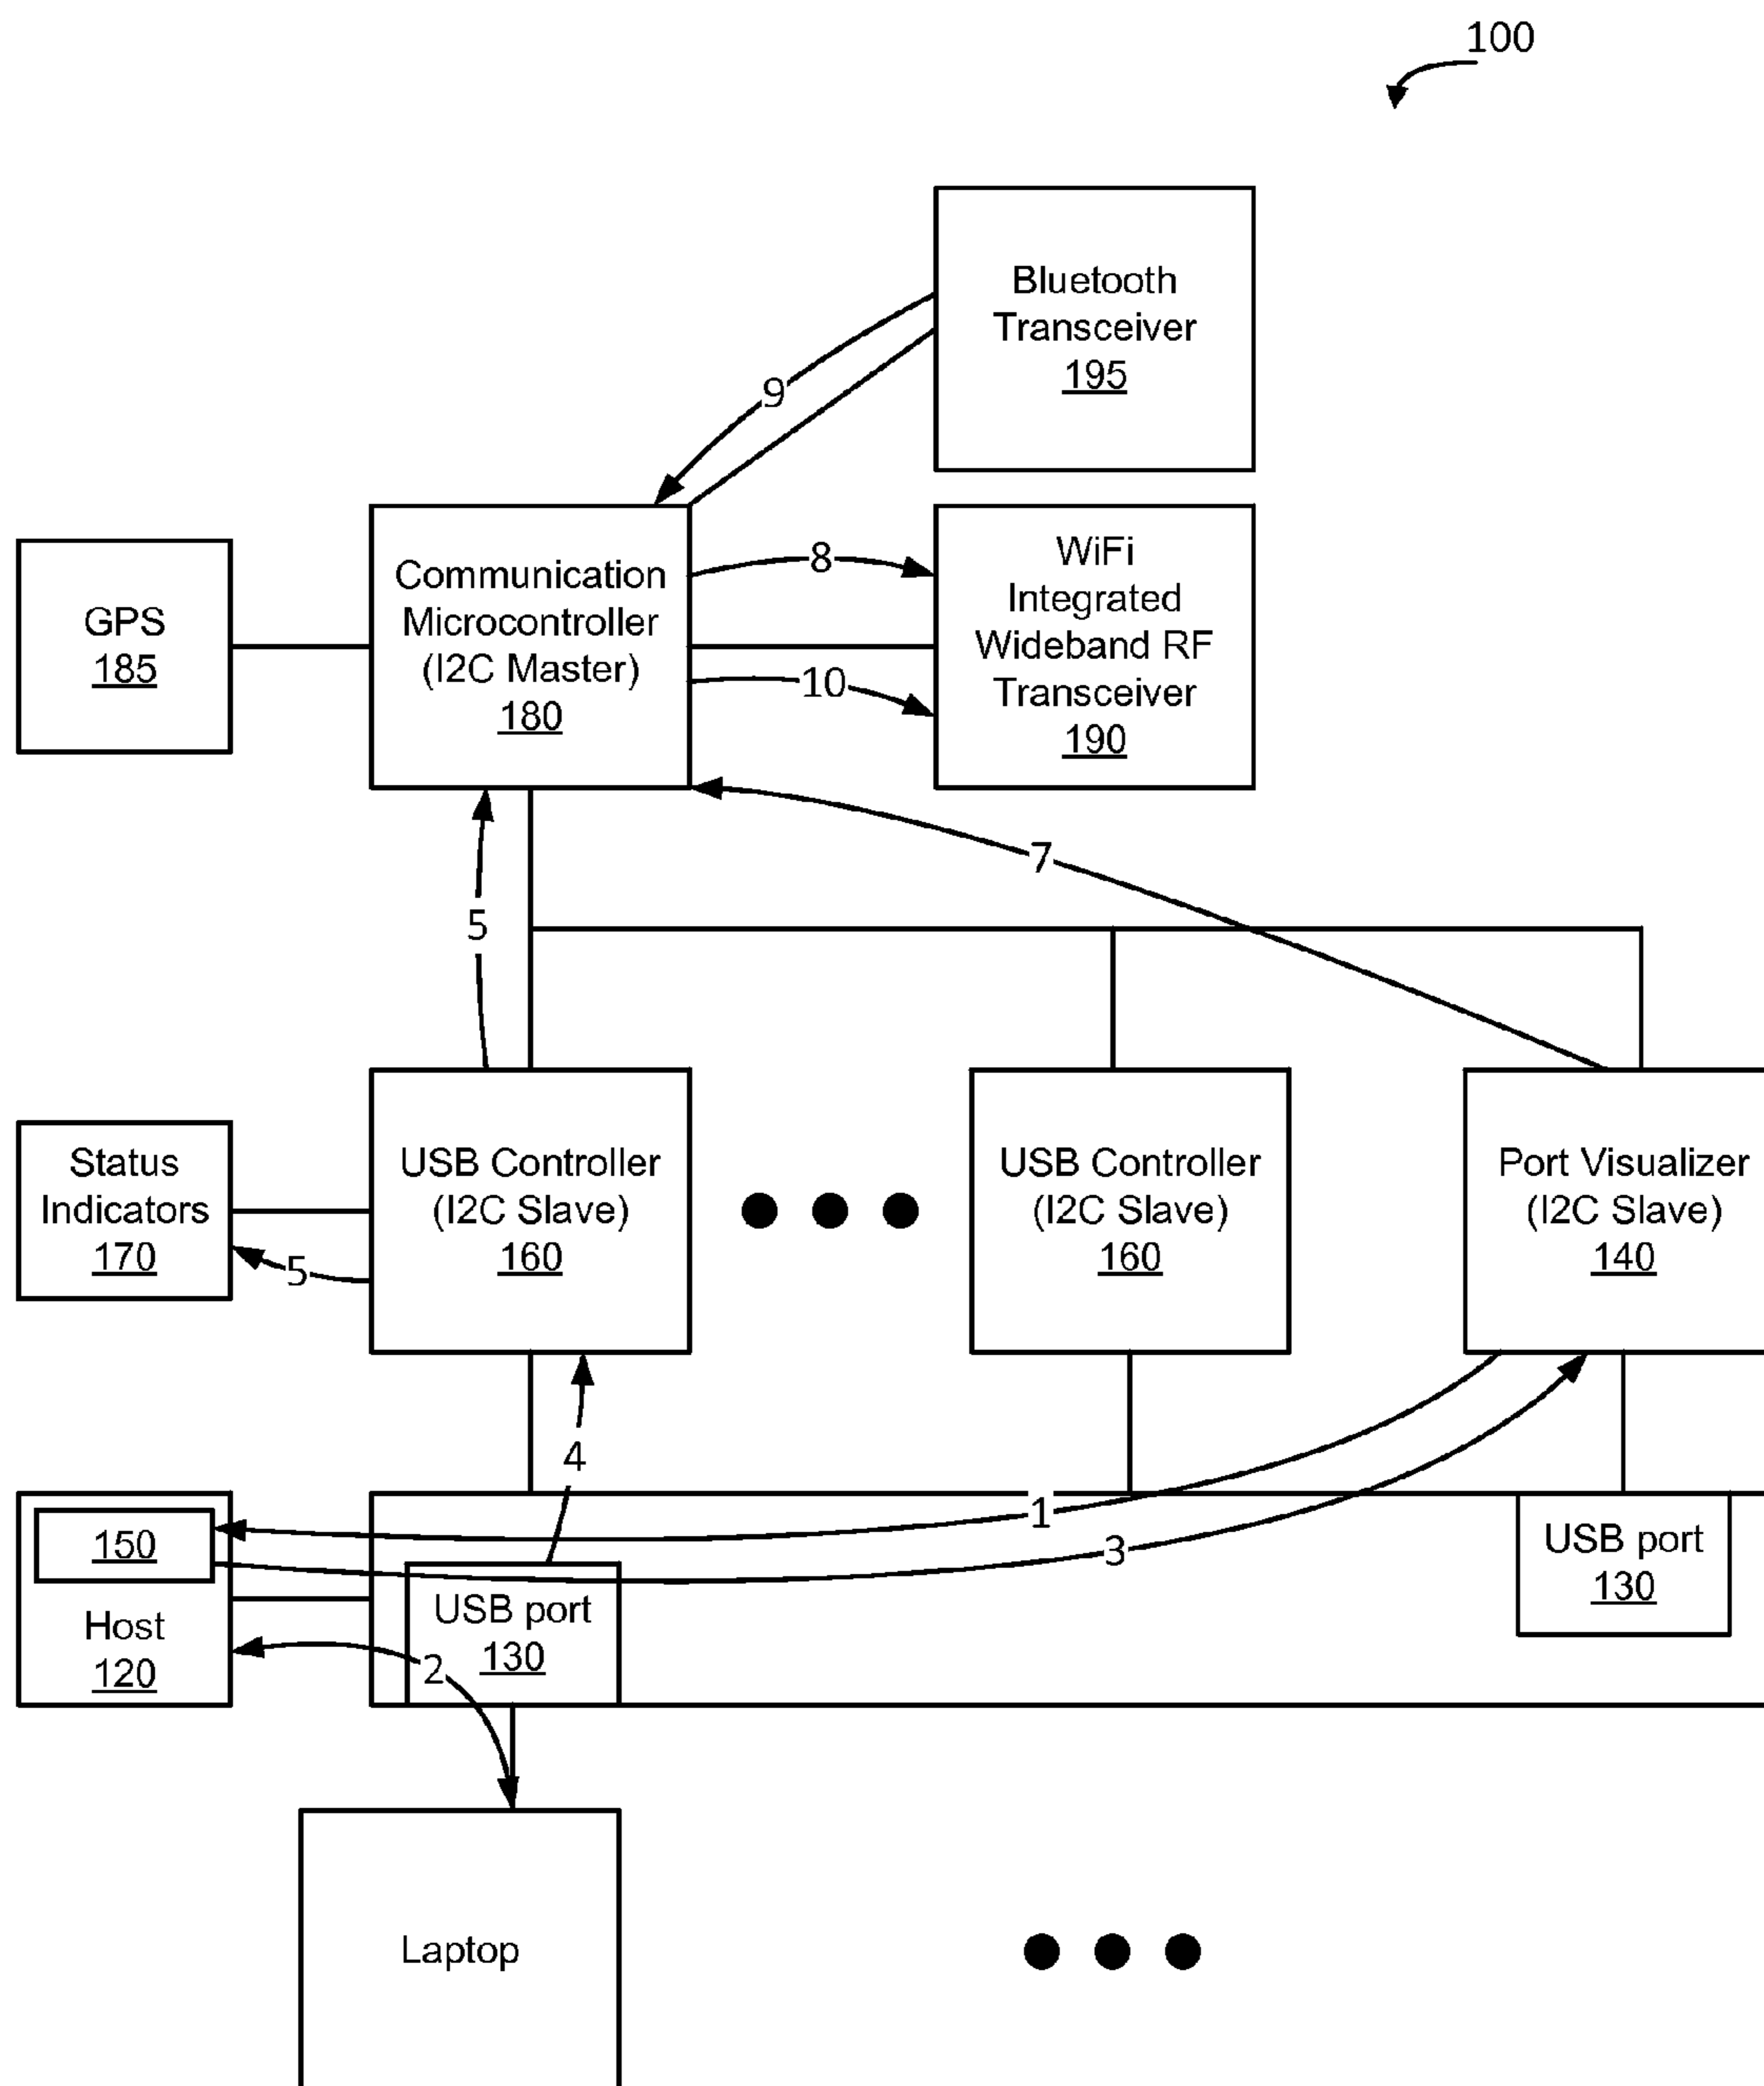 100
Bluetooth
Transceiver
195
9
Communication
Microcontroller
(I2C Master)
180
8
10
WiFi
Integrated
Wideband RF
Transceiver
190
GPS
185
7
5
Status
Indicators
170
5
USB Controller
(I2C Slave)
160
USB Controller
(I2C Slave)
160
Port Visualizer
(I2C Slave)
140
4
1
3
150
Host
120
2
USB port
130
USB port
130
Laptop